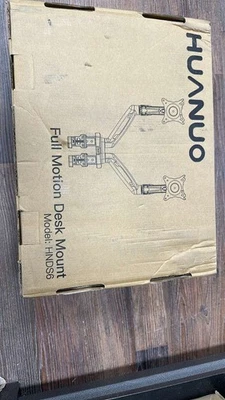 HUANUO
Full Motion Desk Mount
Model: HNDS6